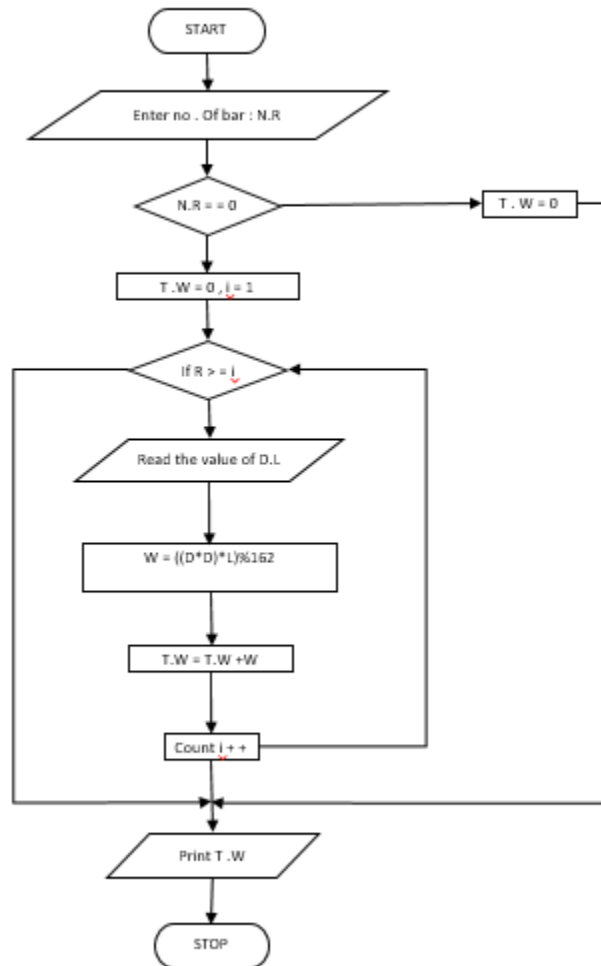 START
Enter no . Of bar : N.R
N.R = = 0
T . W = 0
T .W = 0 , i = 1
If R > = i
Read the value of D.L
W = ((D*D)*L)%162
T.W = T.W +W
Count i + +
Print T .W
STOP